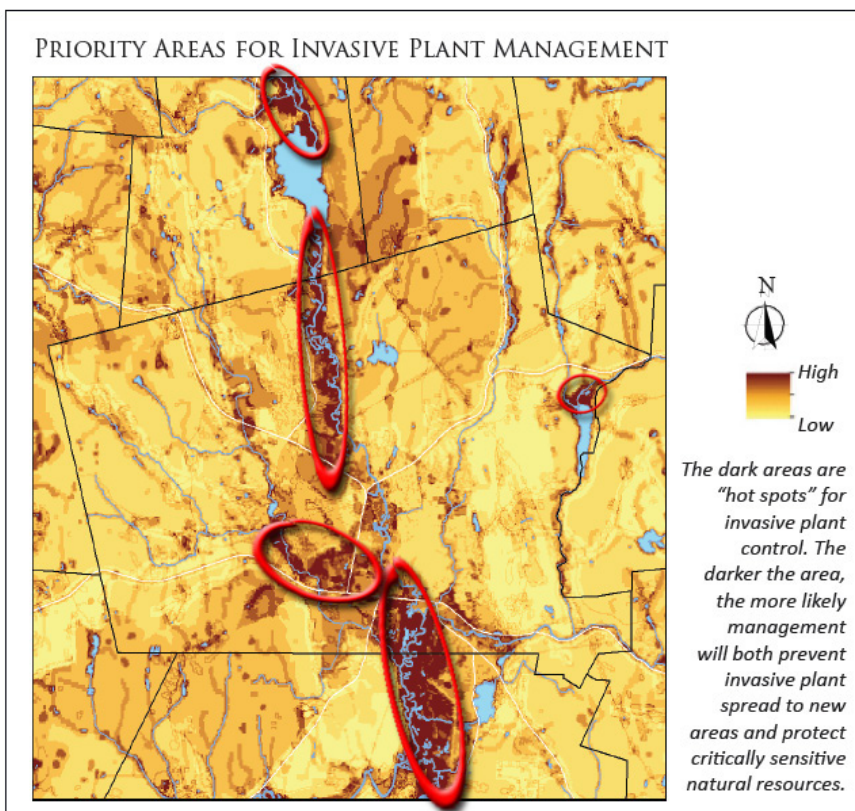 PRIORITY AREAS FOR INVASIVE PLANT MANAGEMENT
N
High
Low
The dark areas are
“hot spots” for
invasive plant
control. The
darker the area,
the more likely
management
will both prevent
invasive plant
spread to new
areas and protect
critically sensitive
natural resources.